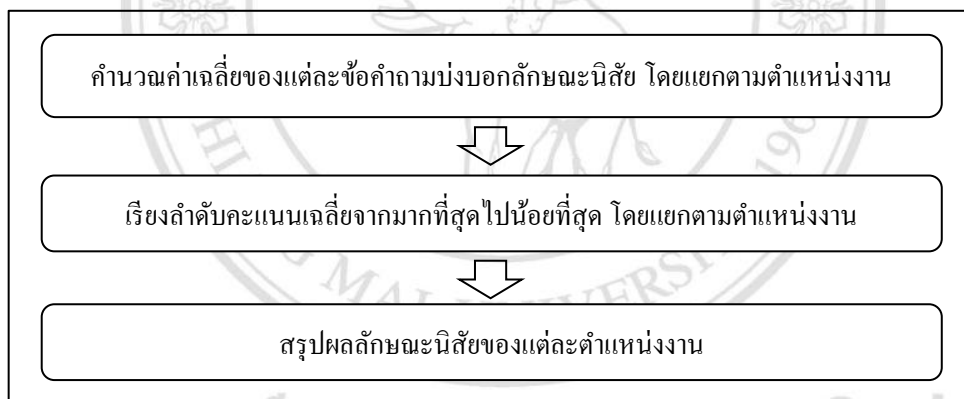 คำนวณค่าเฉลี่ยของแต่ละข้อคำถามบ่งบอกลักษณะนิสัย โดยแยกตามตำแหน่งงาน
เรียงลำดับคะแนนเฉลี่ยจากมากที่สุดไปน้อยที่สุด โดยแยกตามตำแหน่งงาน
สรุปผลลักษณะนิสัยของแต่ละตำแหน่งงาน